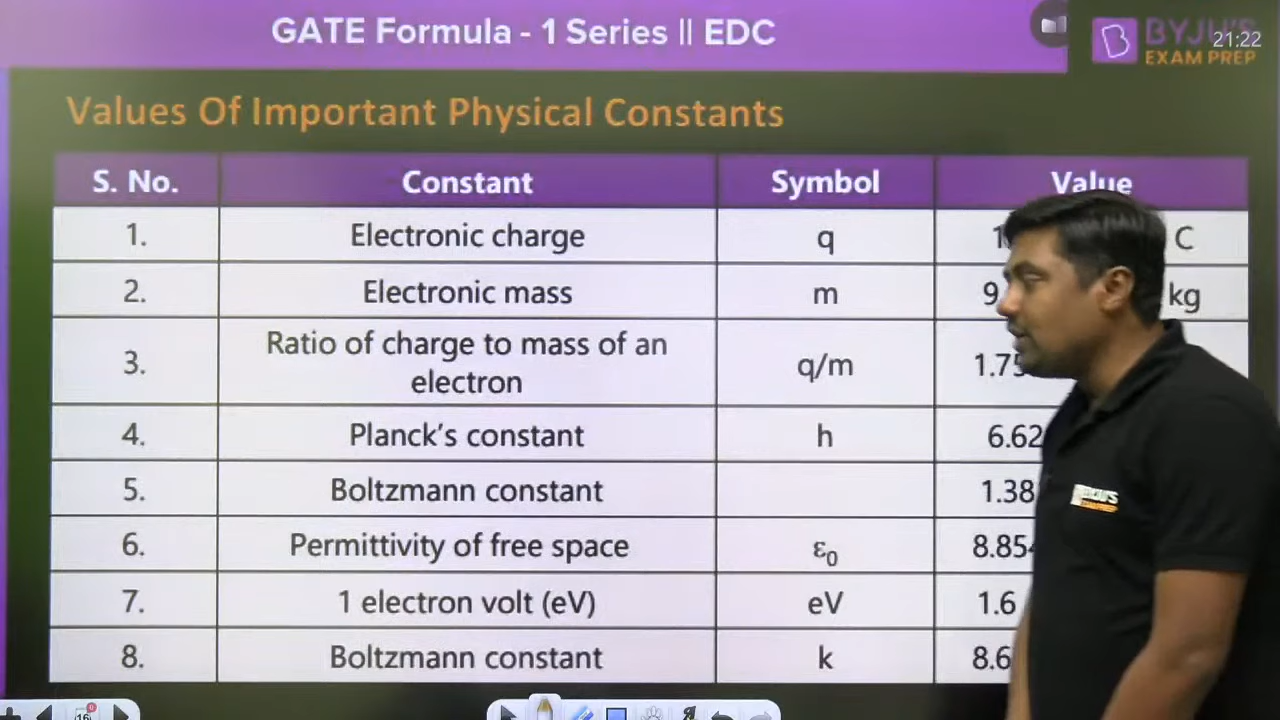 GATE Formula - 1 Series || EDC
BYJU'S
21:22
EXAM PREP
Values Of Important Physical Constants
S. No. Constant Symbol Value
1. Electronic charge q C
2. Electronic mass m 9 kg
3. Ratio of charge to mass of an
electron q/m 1.75
4. Planck's constant h 6.62
5. Boltzmann constant 1.38
6. Permittivity of free space ε₀ 8.854
7. 1 electron volt (eV) eV 1.6
8. Boltzmann constant k 8.6
BYJU'S
16